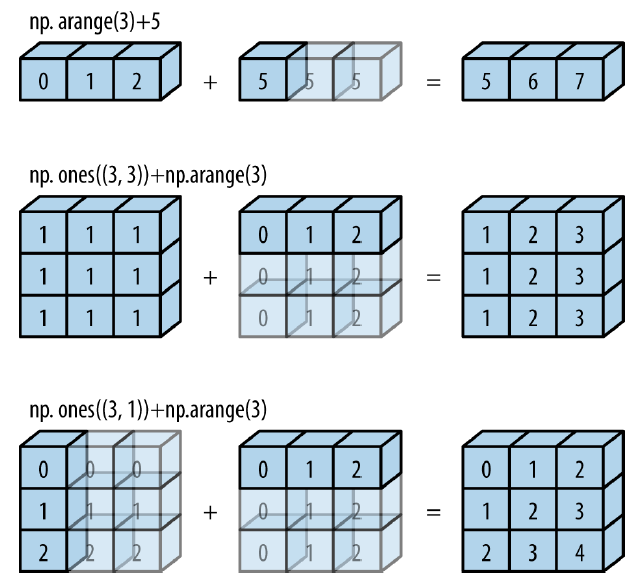 np. arange(3)+5
0 1 2 + 5 5 5 = 5 6 7
np. ones((3, 3))+np.arange(3)
1 1 1 0 1 2 1 2 3
1 1 1 + 0 1 2 = 1 2 3
1 1 1 0 1 2 1 2 3
np. ones((3, 1))+np.arange(3)
0 0 0 0 1 2 0 1 2
1 1 1 + 0 1 2 = 1 2 3
2 2 2 0 1 2 2 3 4